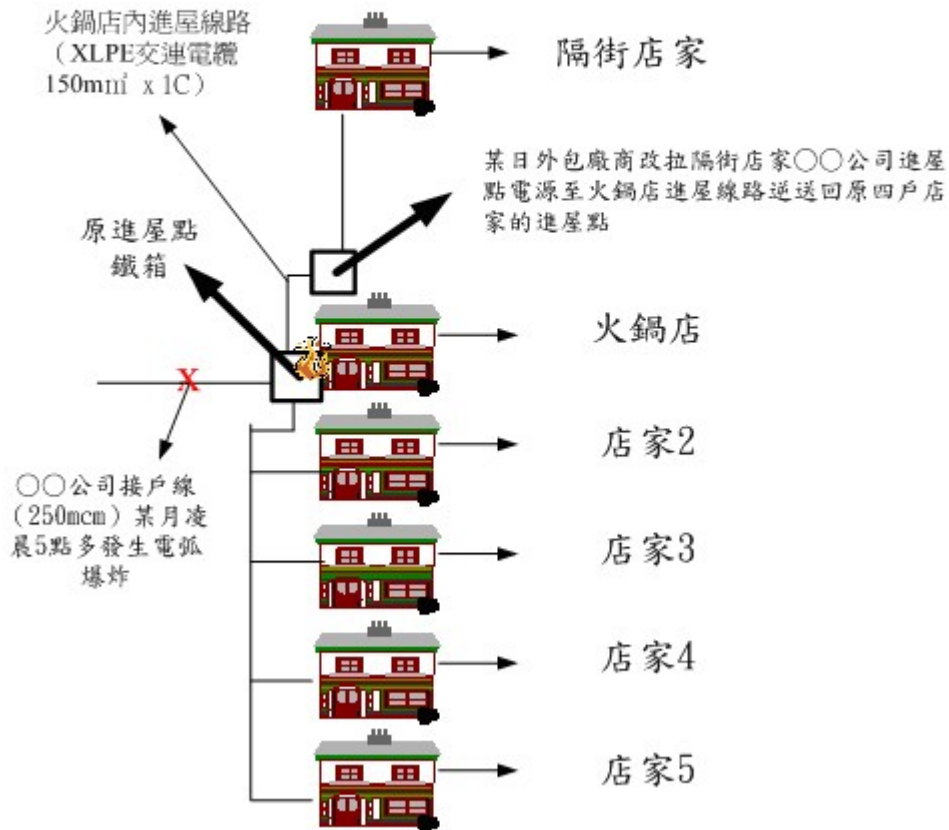 火鍋店內進屋線路
（XLPE交連電纜
150m㎡ x 1C）
隔街店家
某日外包廠商改拉隔街店家○○公司進屋
點電源至火鍋店進屋線路逆送回原四戶店
家的進屋點
原進屋點
鐵箱
火鍋店
X
店家2
○○公司接戶線
（250mcm）某月凌
晨5點多發生電弧
爆炸
店家3
店家4
店家5